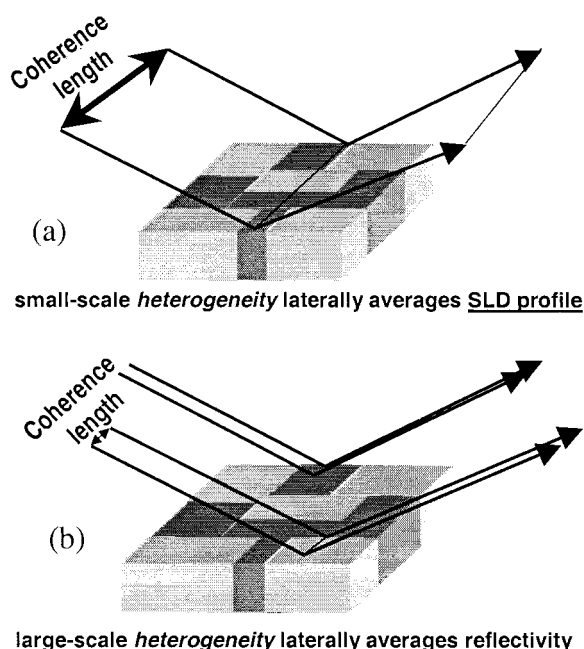 Coherence
length
(a)
small-scale heterogeneity laterally averages SLD profile
Coherence
length
(b)
large-scale heterogeneity laterally averages reflectivity